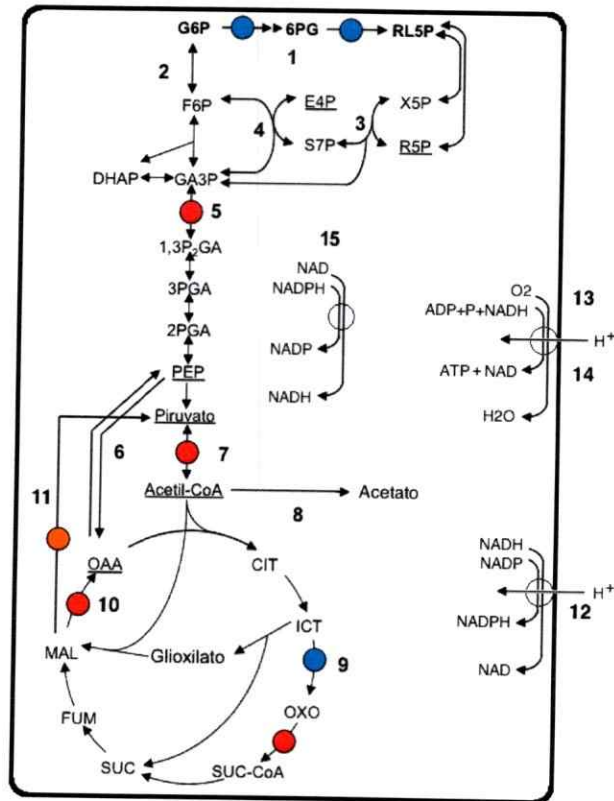 G6P 6PG RL5P
1
2
F6P E4P X5P
4 3
S7P R5P
DHAP GA3P
5
1,3P2GA
3PGA
2PGA
PEP
Piruvato
6 7
Acetil-CoA Acetato
8
11
OAA
10
CIT
ICT
MAL Glioxilato
9
FUM OXO
SUC SUC-CoA
15
NAD
NADPH
NADP
NADH
O2 13
ADP+P+NADH
H+
ATP + NAD 14
H2O
NADH
NADP
H+
12
NADPH
NAD